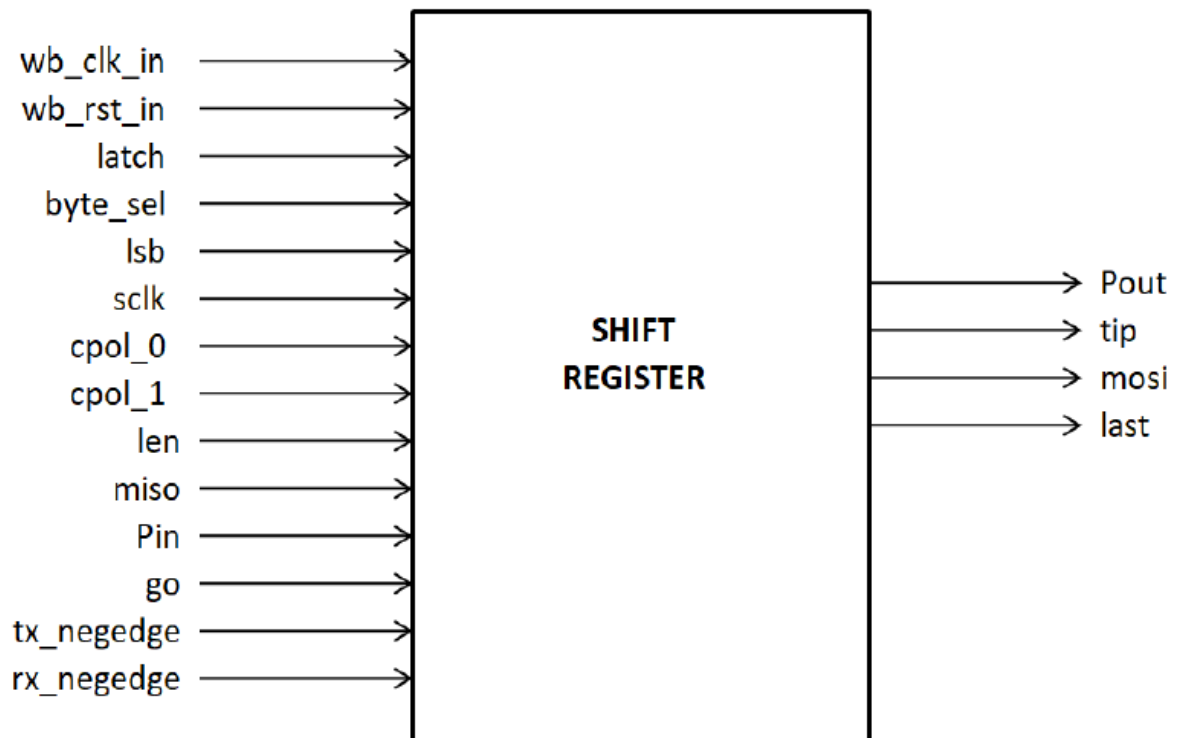 wb_clk_in
wb_rst_in
latch
byte_sel
lsb
sclk
cpol_0
cpol_1
len
miso
Pin
go
tx_negedge
rx_negedge
SHIFT
REGISTER
Pout
tip
mosi
last